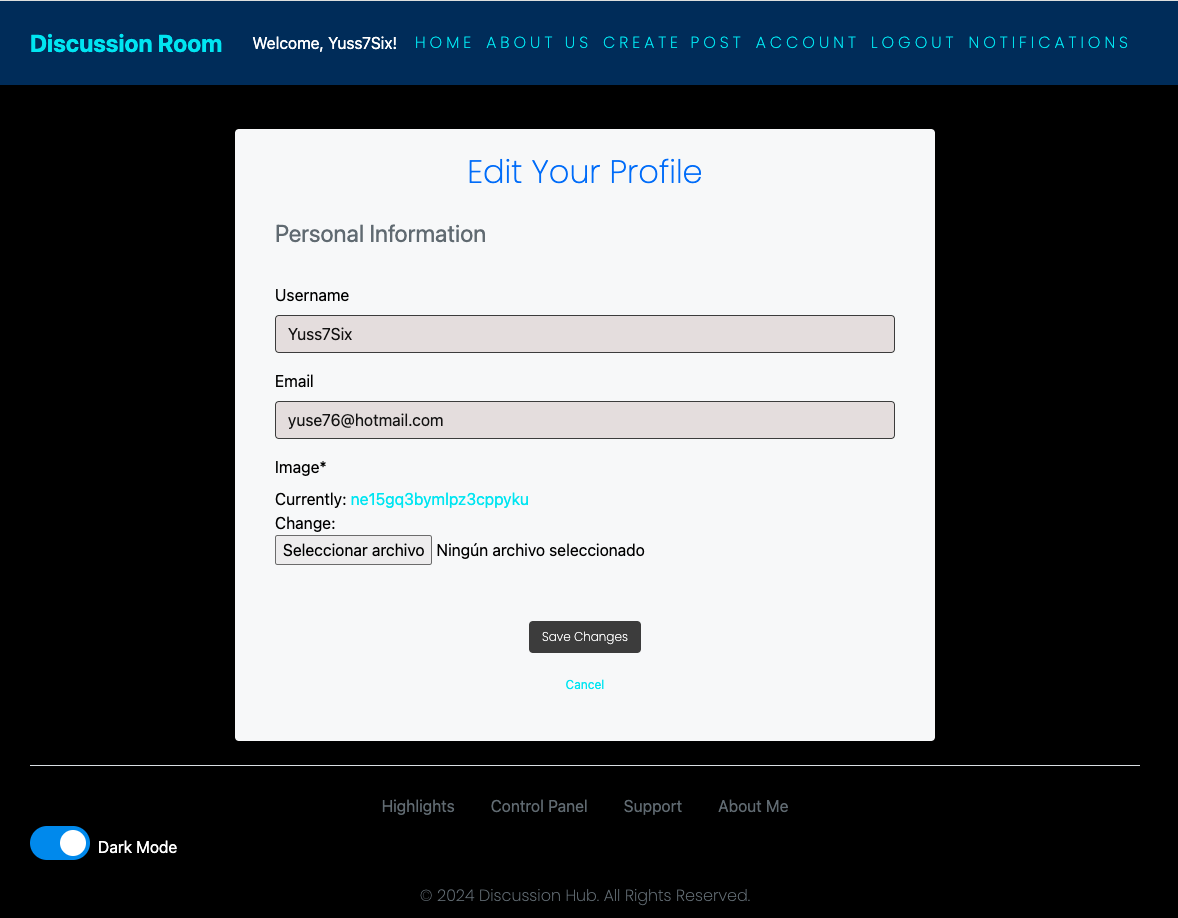 Discussion Room Welcome, Yuss7Six! HOME ABOUT US CREATE POST ACCOUNT LOGOUT NOTIFICATIONS
Edit Your Profile
Personal Information
Username
Yuss7Six
Email
yuse76@hotmail.com
Image*
Currently: ne15gq3bymlpz3cppyku
Change:
Seleccionar archivo Ningún archivo seleccionado
Save Changes
Cancel
Highlights Control Panel Support About Me
Dark Mode
© 2024 Discussion Hub. All Rights Reserved.